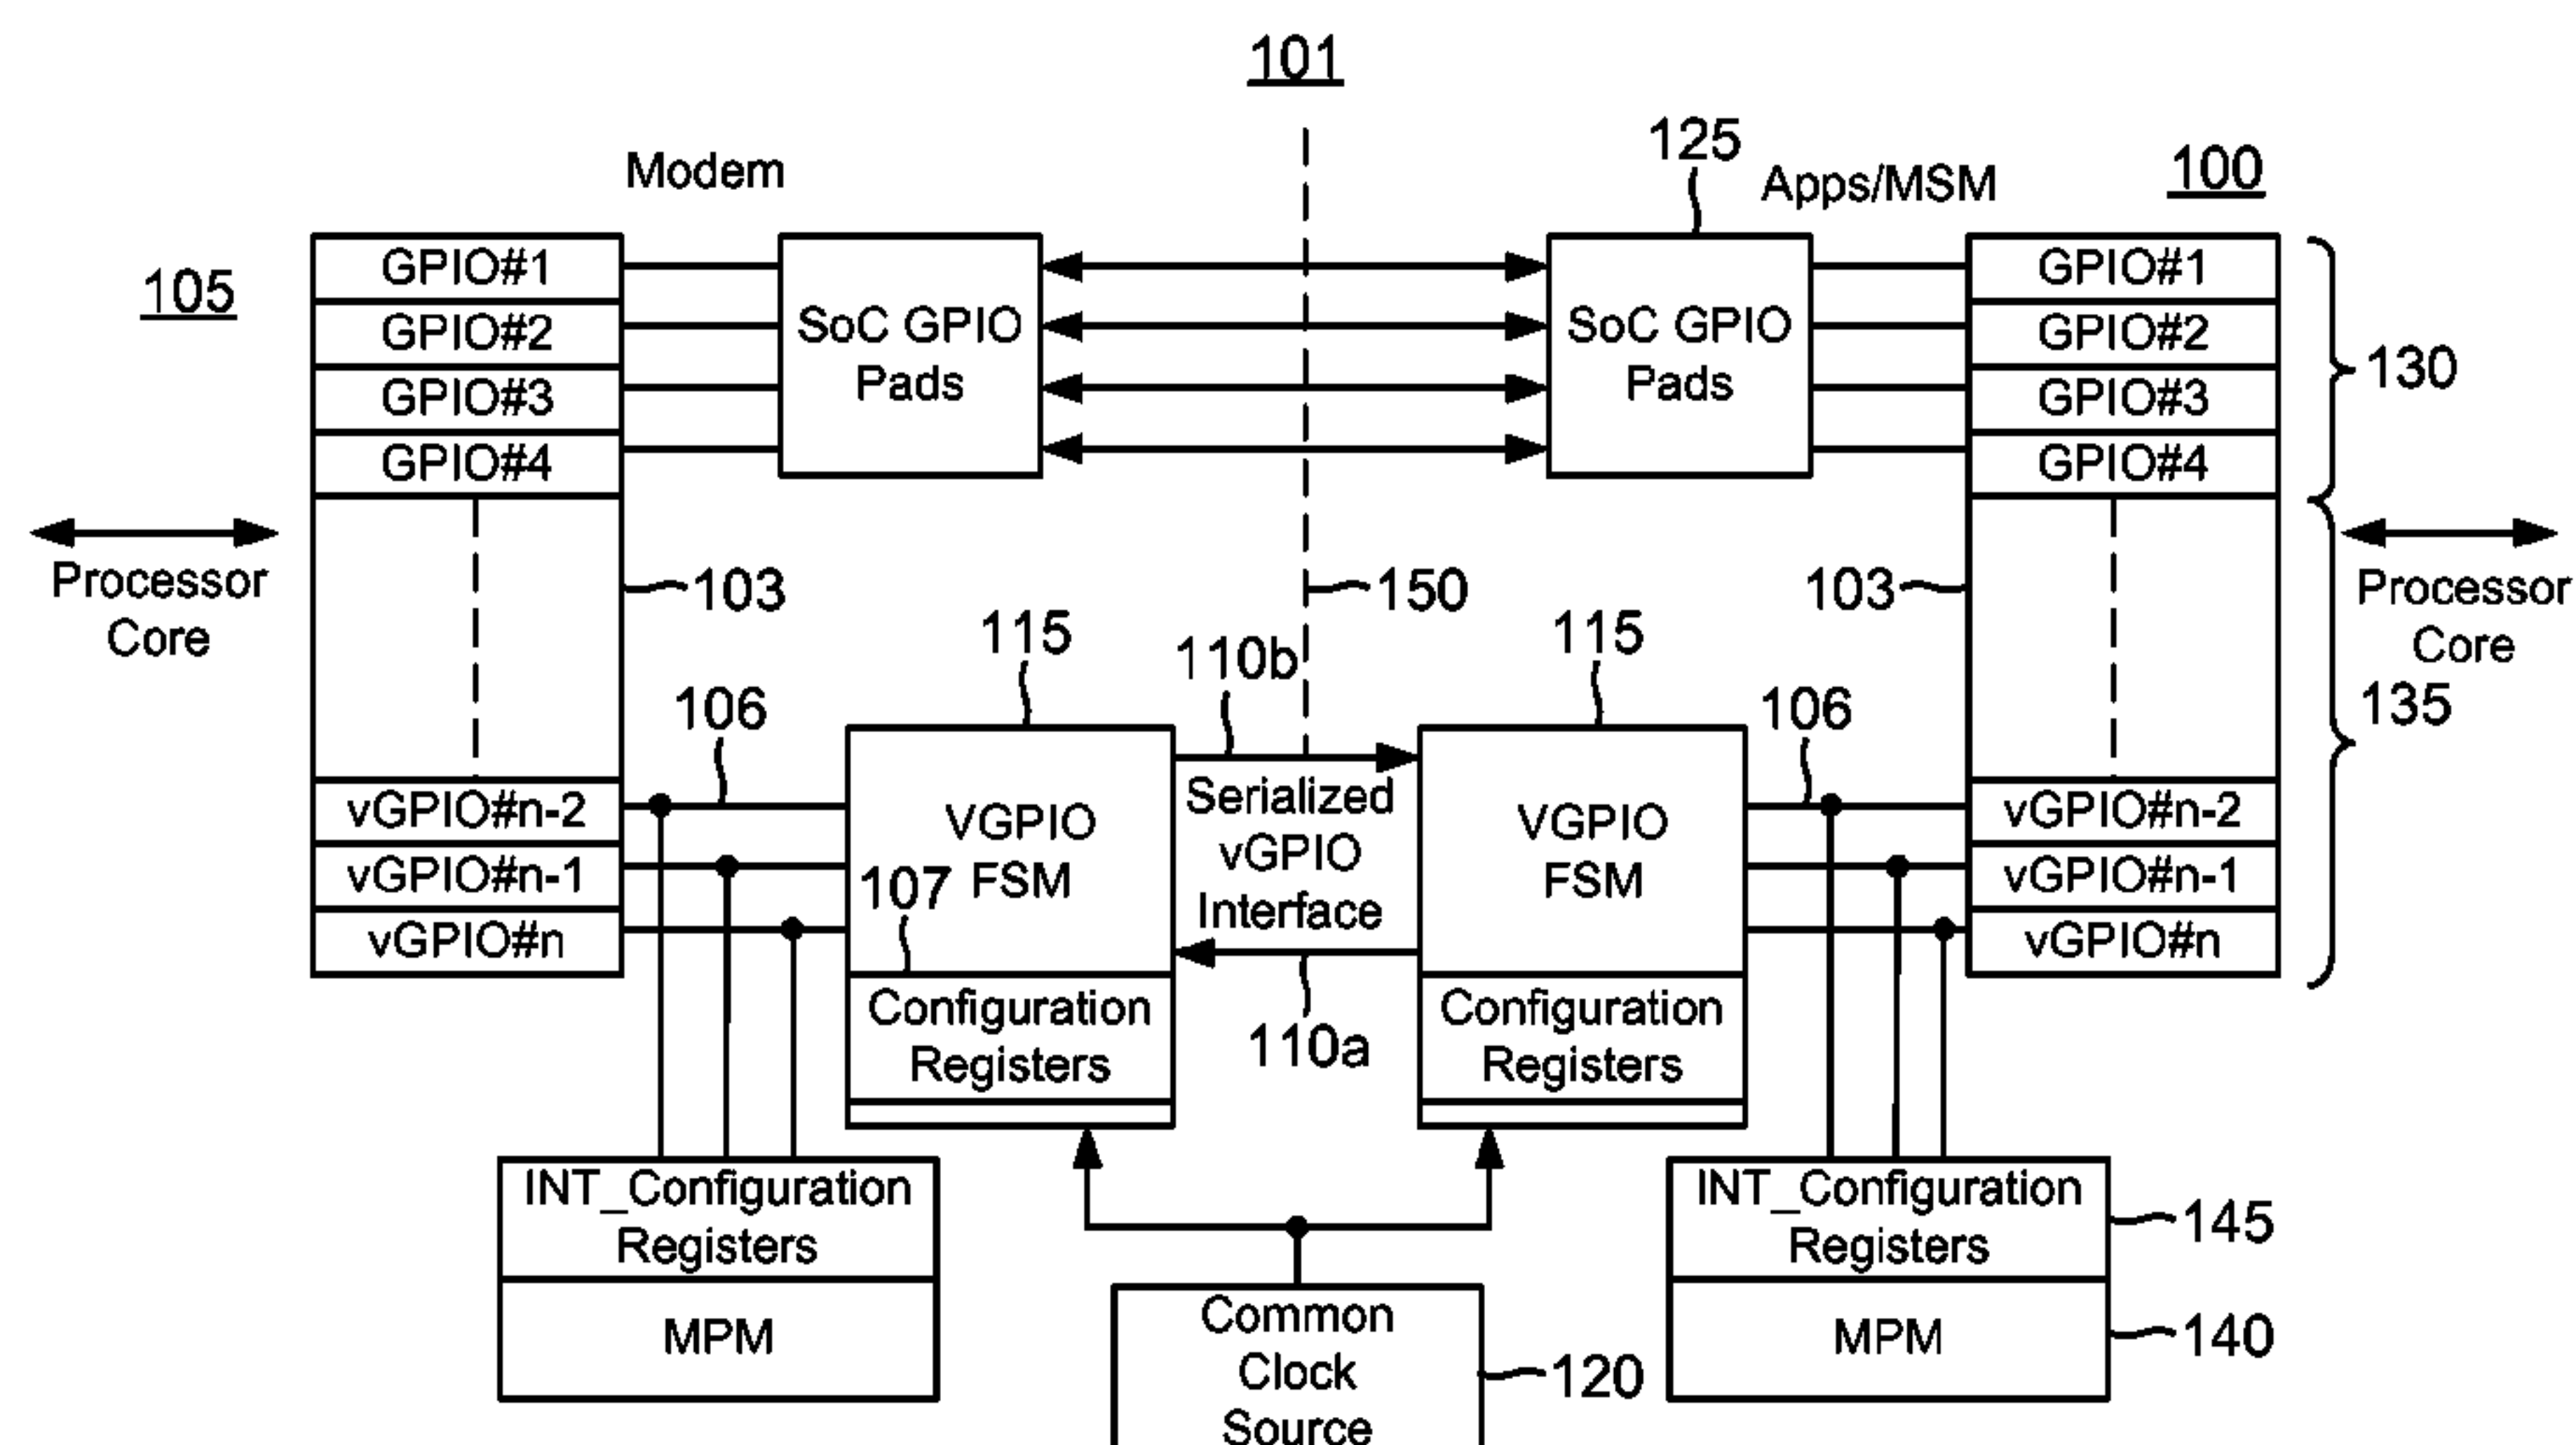 101
Modem
125
Apps/MSM
100
105
GPIO#1
GPIO#2
GPIO#3
GPIO#4
SoC GPIO
Pads
SoC GPIO
Pads
GPIO#1
GPIO#2
GPIO#3
GPIO#4
130
Processor
Core
103
150
103
Processor
Core
135
115
110b
115
106
106
vGPIO#n-2
vGPIO#n-1
vGPIO#n
VGPIO
FSM
107
Configuration
Registers
Serialized
vGPIO
Interface
110a
VGPIO
FSM
Configuration
Registers
vGPIO#n-2
vGPIO#n-1
vGPIO#n
INT_Configuration
Registers
MPM
Common
Clock
Source
120
INT_Configuration
Registers
MPM
145
140